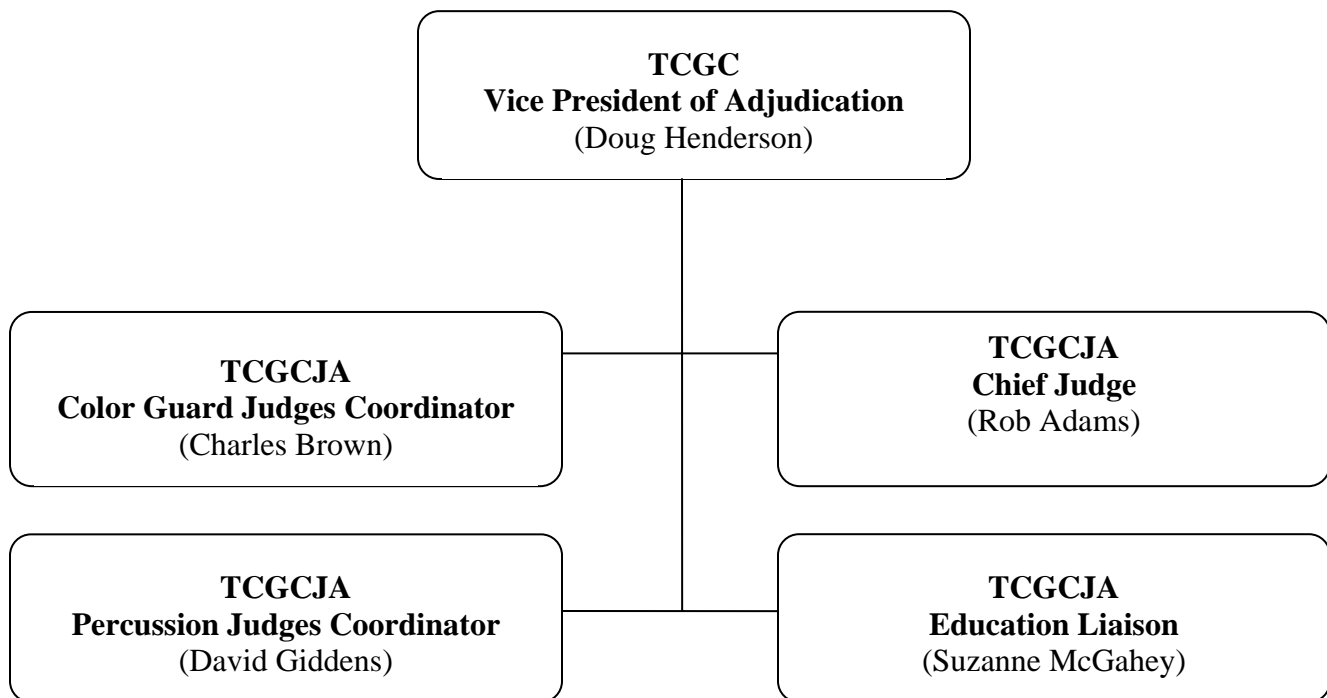 TCGC
Vice President of Adjudication
(Doug Henderson)
TCGCJA
Color Guard Judges Coordinator
(Charles Brown)
TCGCJA
Chief Judge
(Rob Adams)
TCGCJA
Percussion Judges Coordinator
(David Giddens)
TCGCJA
Education Liaison
(Suzanne McGahey)